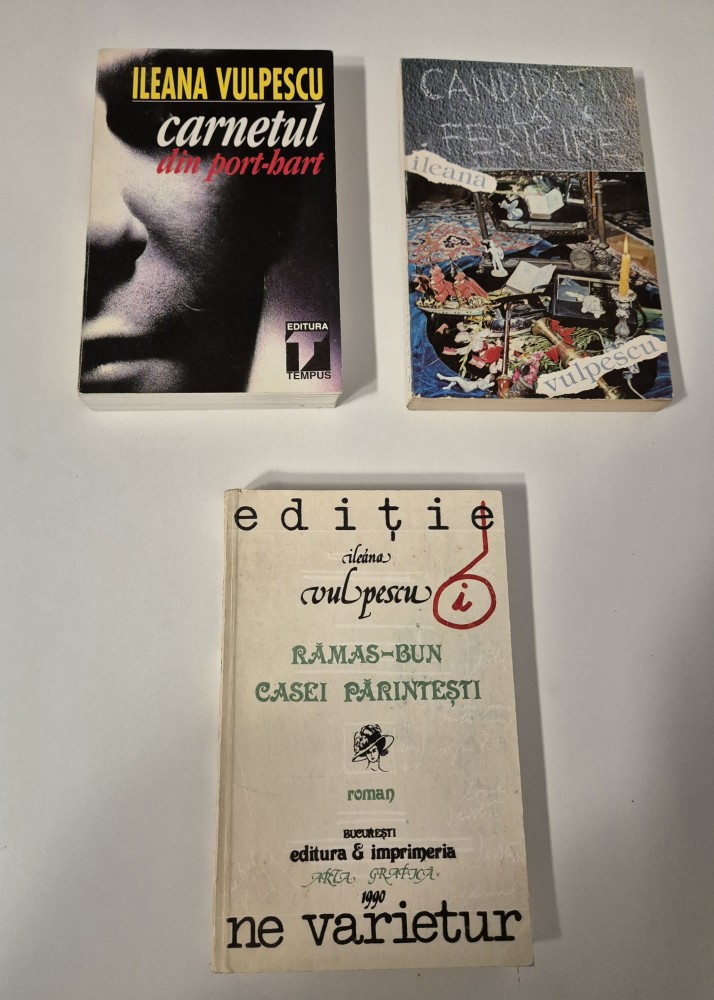 ILEANA VULPESCU
carnetul
din port-hart
EDITURA
T
TEMPUS
CANDIDAȚI
LA
FERICIRE
ileana
vulpescu
ediție
ileana
vulpescu
i
RĂMAS-BUN
CASEI PĂRINTEȘTI
roman
BUCUREȘTI
editura & imprimeria
ARTA GRAFICĂ
1990
ne varietur